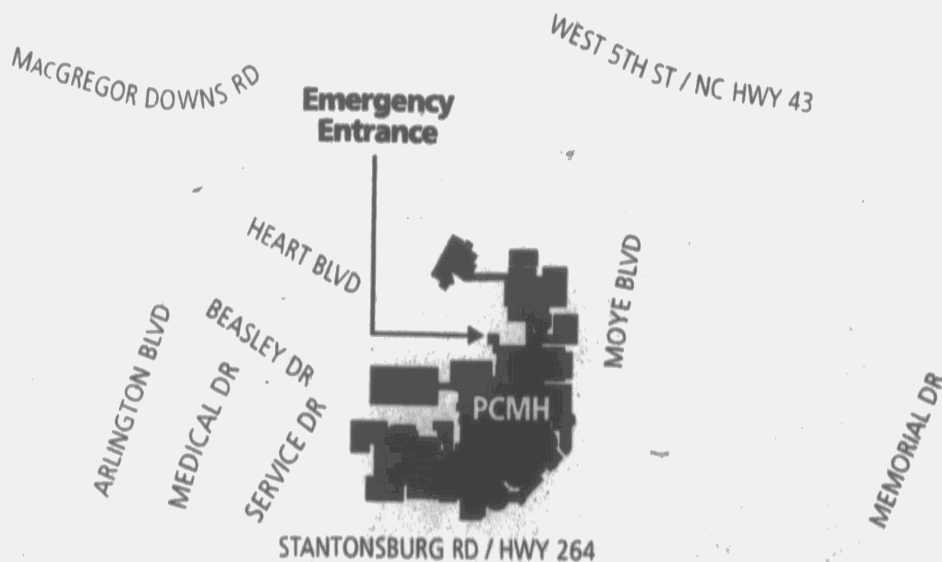 WEST 5TH ST / NC HWY 43
MACGREGOR DOWNS RD
Emergency
Entrance
HEART BLVD
MOYE BLVD
BEASLEY DR
ARLINGTON BLVD
MEDICAL DR
SERVICE DR
PCMH
MEMORIAL DR
STANTONSBURG RD / HWY 264